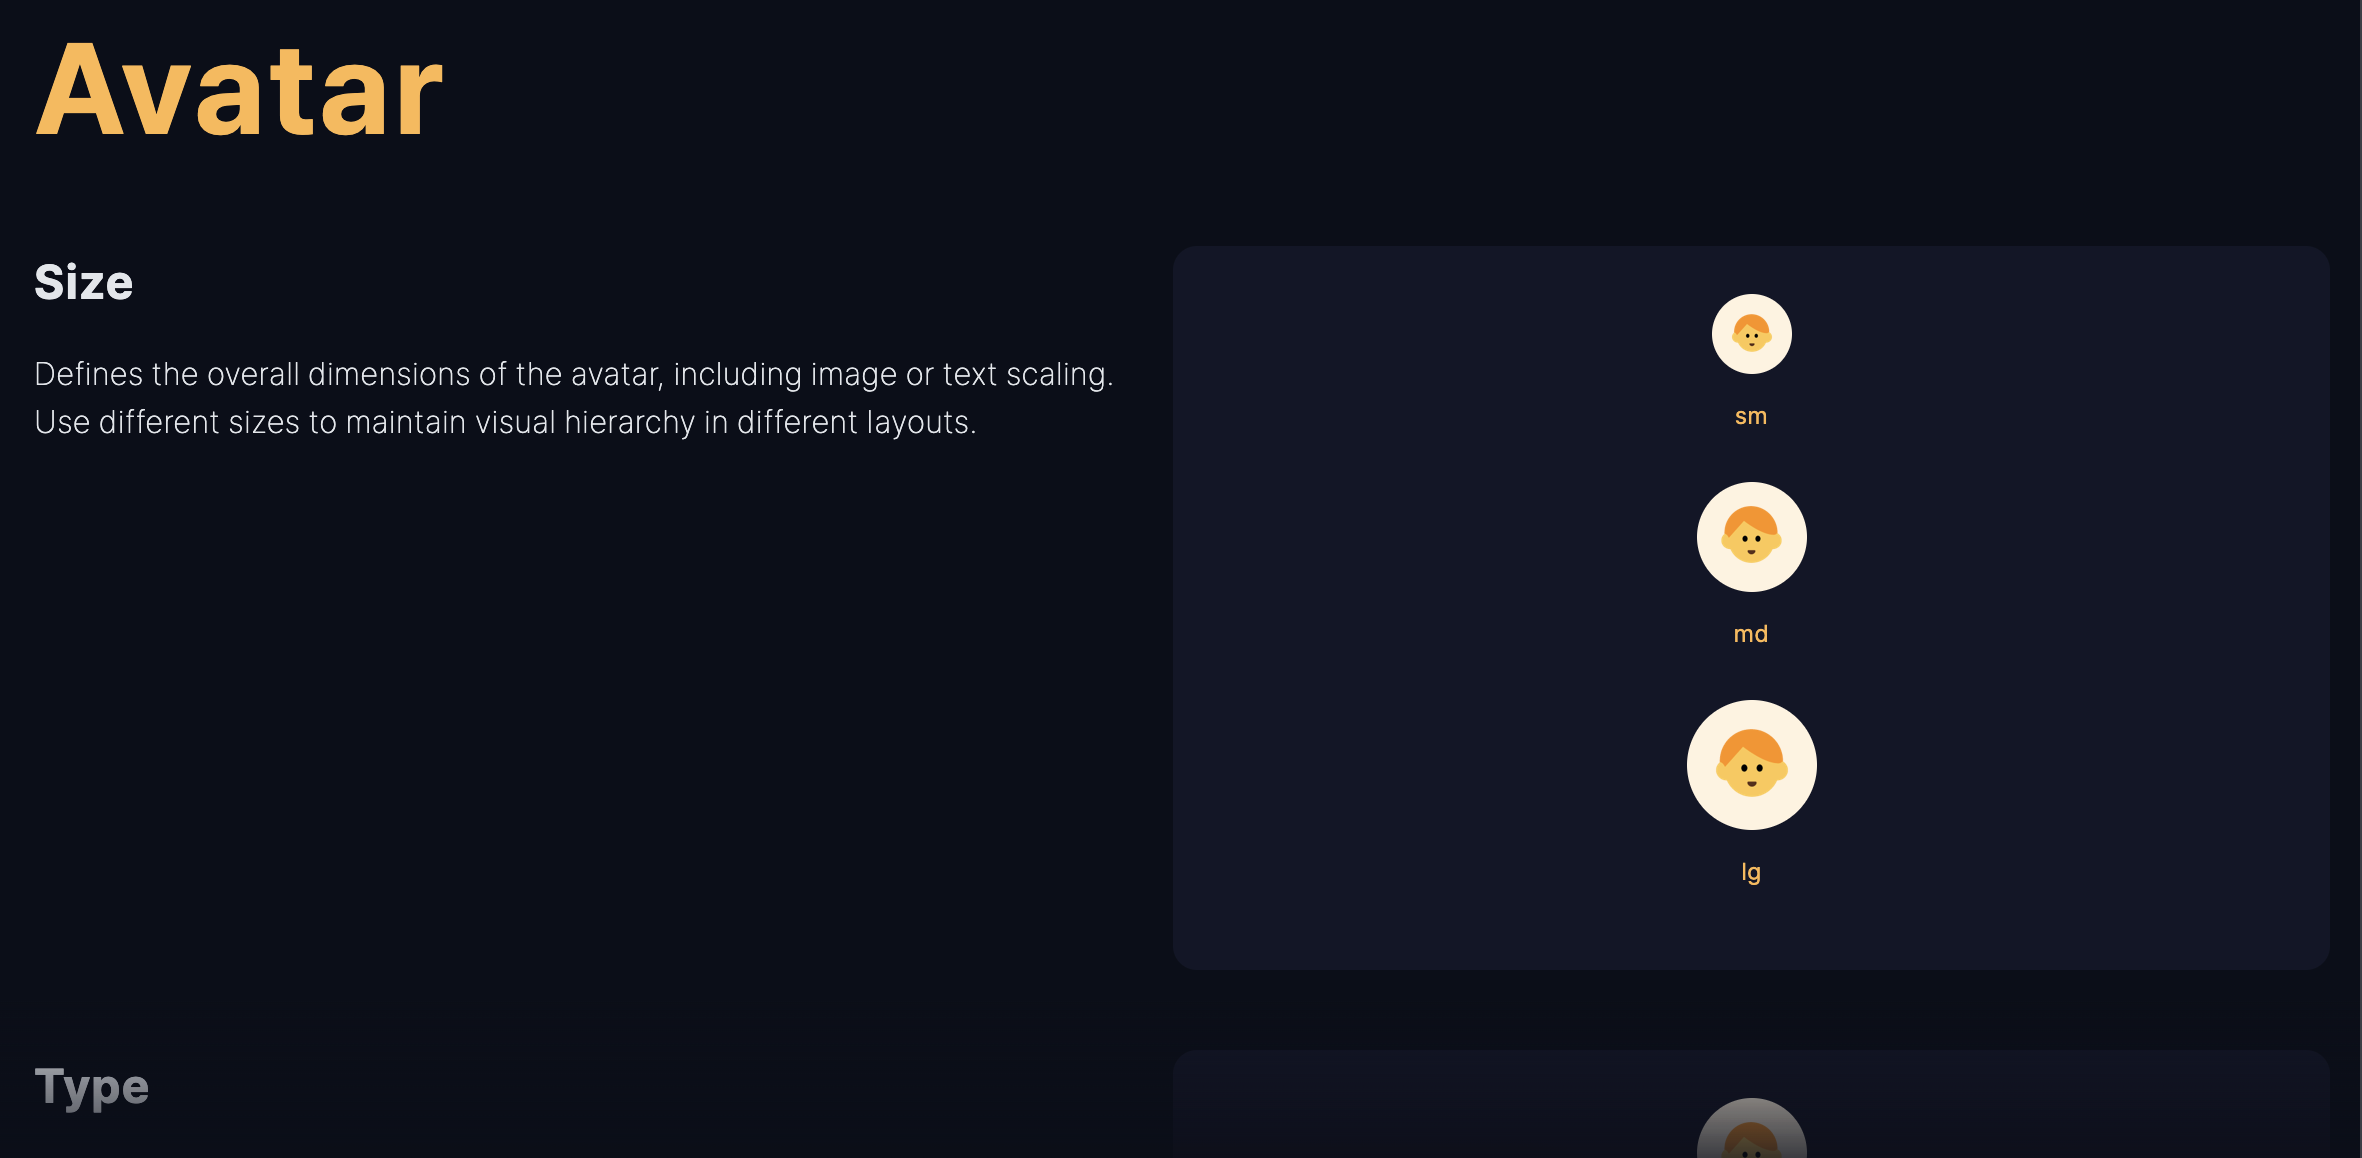 Avatar
Size
Defines the overall dimensions of the avatar, including image or text scaling.
Use different sizes to maintain visual hierarchy in different layouts.
sm
md
lg
Type